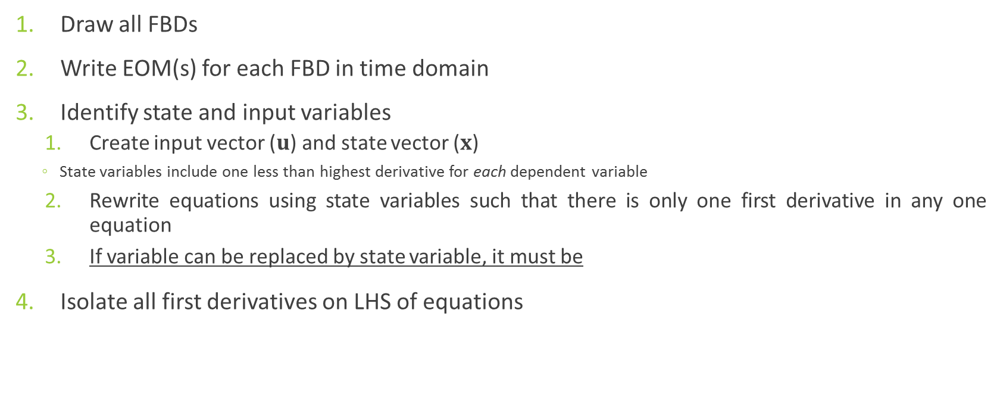 1. Draw all FBDs
2. Write EOM(s) for each FBD in time domain
3. Identify state and input variables
1. Create input vector (u) and state vector (x)
◦ State variables include one less than highest derivative for each dependent variable
2. Rewrite equations using state variables such that there is only one first derivative in any one
equation
3. If variable can be replaced by state variable, it must be
4. Isolate all first derivatives on LHS of equations